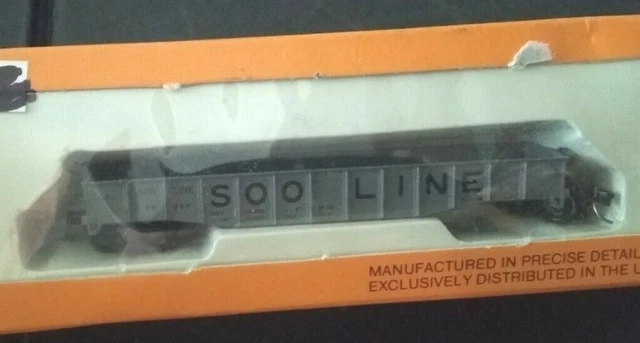 SOO LINE
MANUFACTURED IN PRECISE DETAIL
EXCLUSIVELY DISTRIBUTED IN THE U